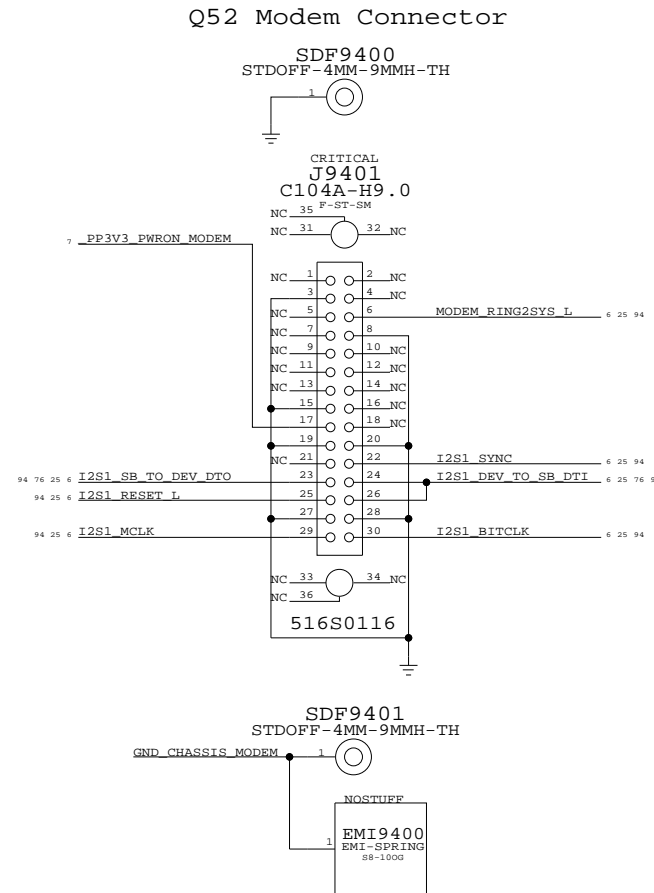 Q52 Modem Connector
SDF9400
STDOFF-4MM-9MMH-TH
1
CRITICAL
J9401
C104A-H9.0
F-ST-SM
NC 35
NC 31 32 NC
7 _PP3V3_PWRON_MODEM
NC 1 2 NC
3 4 NC
NC 5 6 MODEM_RING2SYS_L 6 25 94
NC 7 8
NC 9 10 NC
NC 11 12 NC
NC 13 14 NC
15 16 NC
17 18 NC
19 20
NC 21 22 I2S1_SYNC 6 25 94
94 76 25 6 I2S1_SB_TO_DEV_DTO 23 24 I2S1_DEV_TO_SB_DTI 6 25 76 9
94 25 6 I2S1_RESET_L 25 26
27 28
94 25 6 I2S1_MCLK 29 30 I2S1_BITCLK 6 25 94
NC 33 34 NC
NC 36
516S0116
SDF9401
STDOFF-4MM-9MMH-TH
GND_CHASSIS_MODEM 1
NOSTUFF
EMI9400
1 EMI-SPRING
S8-100G